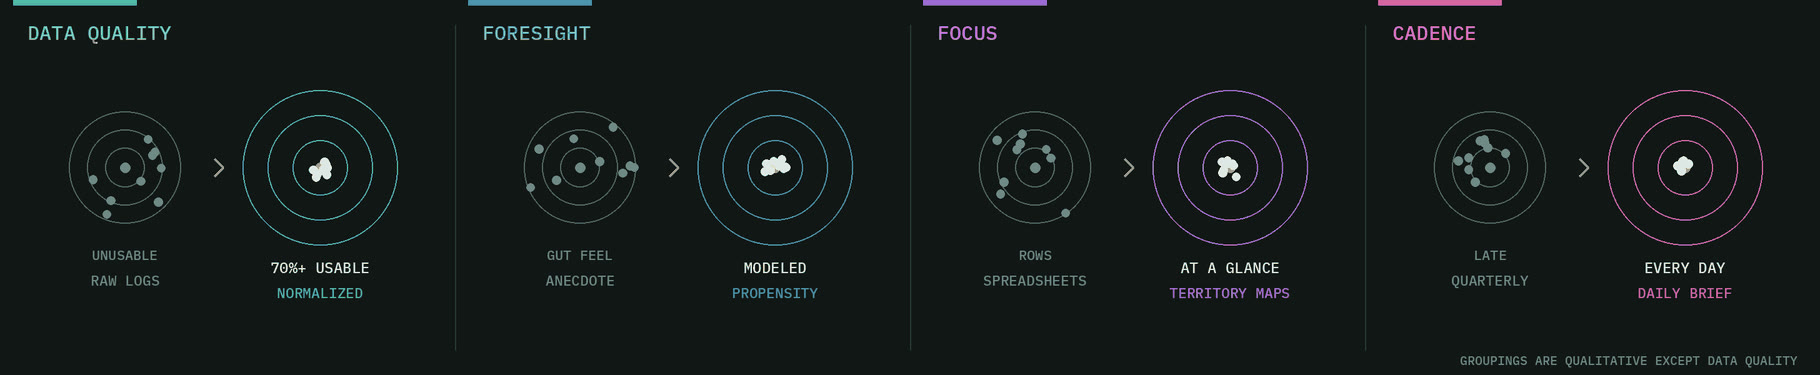 DATA QUALITY
UNUSABLE
RAW LOGS
70%+ USABLE
NORMALIZED
FORESIGHT
GUT FEEL
ANECDOTE
MODELED
PROPENSITY
FOCUS
ROWS
SPREADSHEETS
AT A GLANCE
TERRITORY MAPS
CADENCE
LATE
QUARTERLY
EVERY DAY
DAILY BRIEF
GROUPINGS ARE QUALITATIVE EXCEPT DATA QUALITY